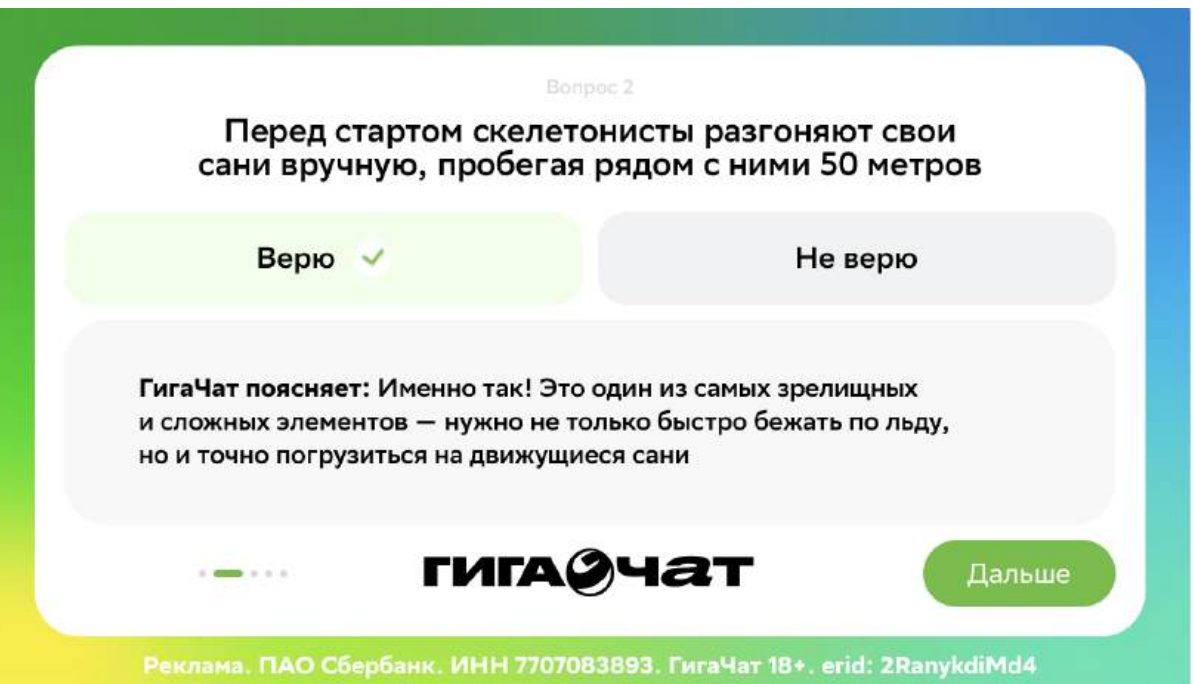 Вопрос 2
Перед стартом скелетонисты разгоняют свои
сани вручную, пробегая рядом с ними 50 метров
Верю
Не верю
ГигаЧат поясняет: Именно так! Это один из самых зрелищных
и сложных элементов — нужно не только быстро бежать по льду,
но и точно погрузиться на движущиеся сани
ГИГАЧАТ
Дальше
Реклама. ПАО Сбербанк. ИНН 7707083893. ГигаЧат 18+. erid: 2RanykdiMd4